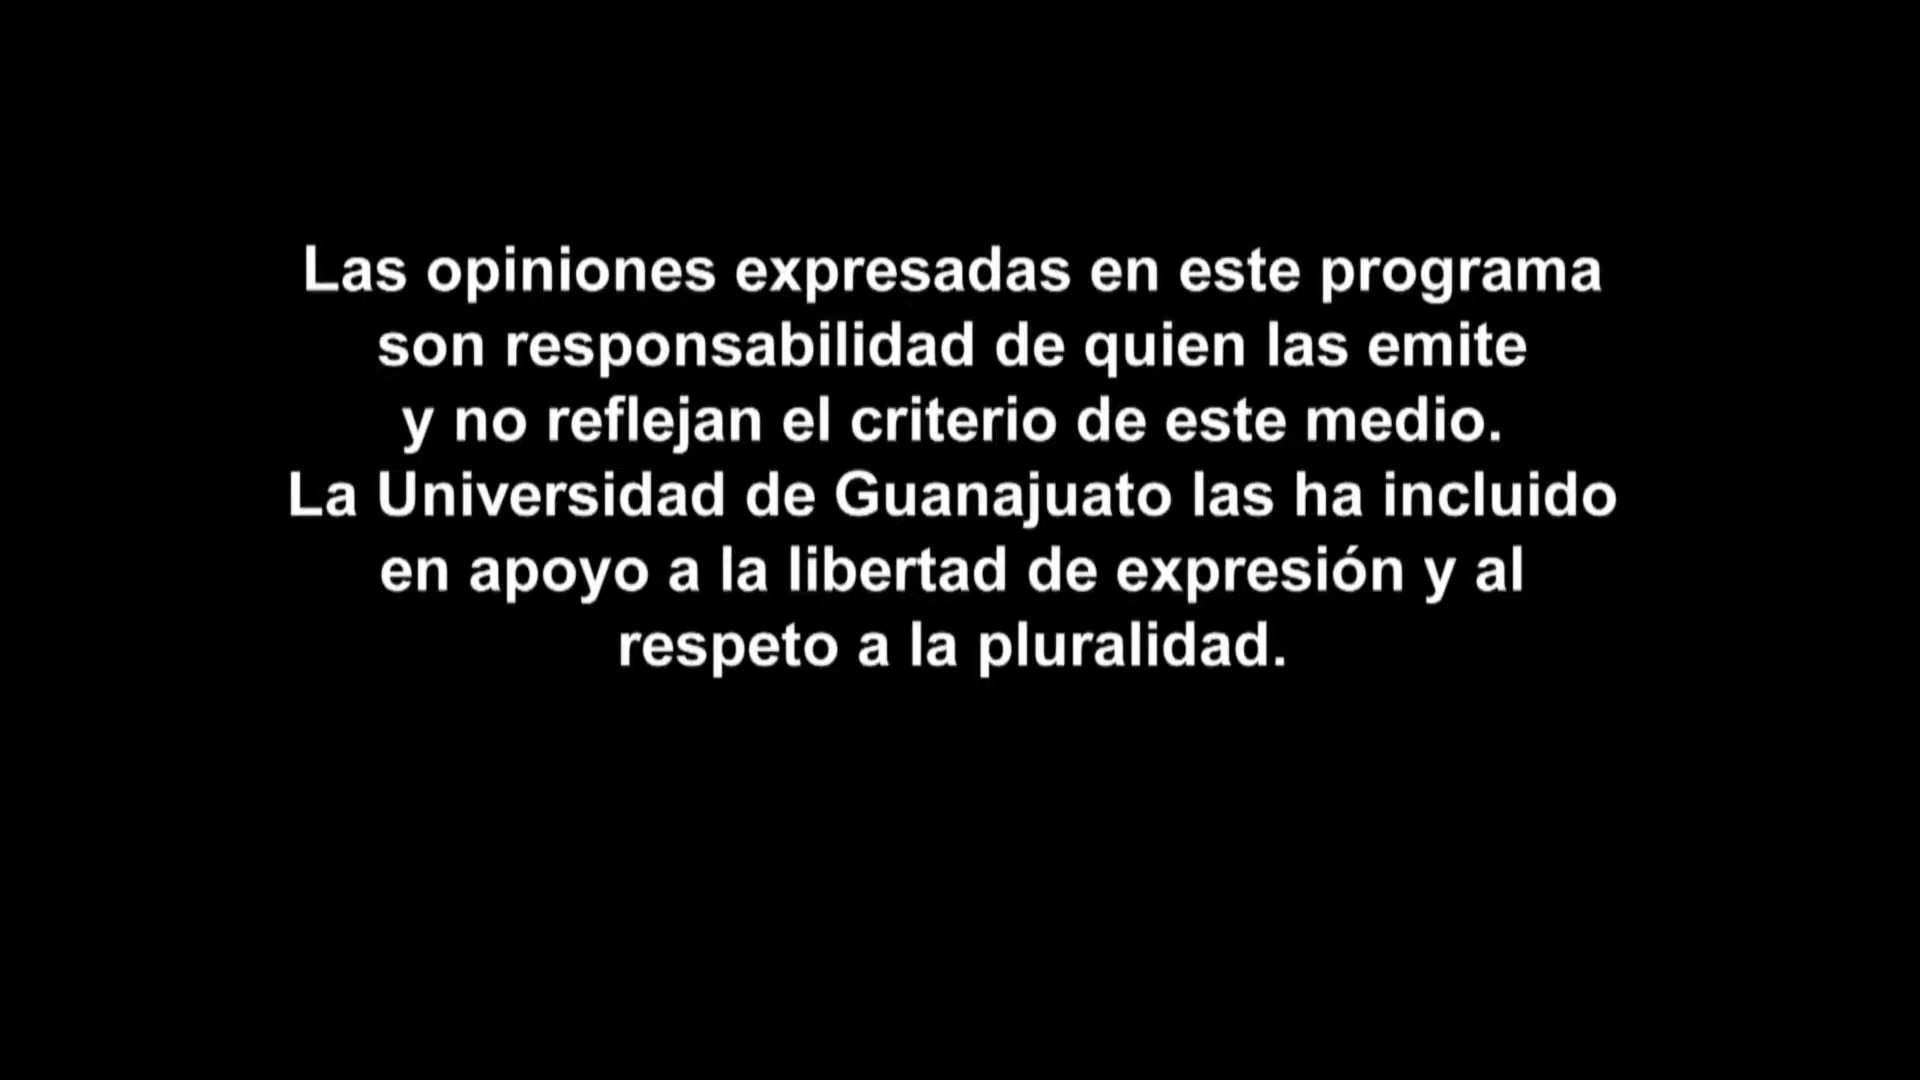 Las opiniones expresadas en este programa
son responsabilidad de quien las emite
y no reflejan el criterio de este medio.
La Universidad de Guanajuato las ha incluido
en apoyo a la libertad de expresión y al
respeto a la pluralidad.